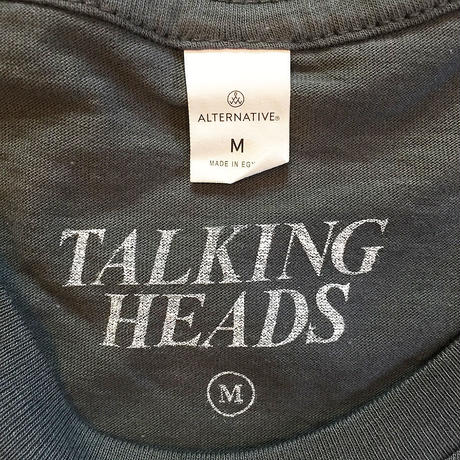 ALTERNATIVE®
M
MADE IN
TALKING
HEADS
M